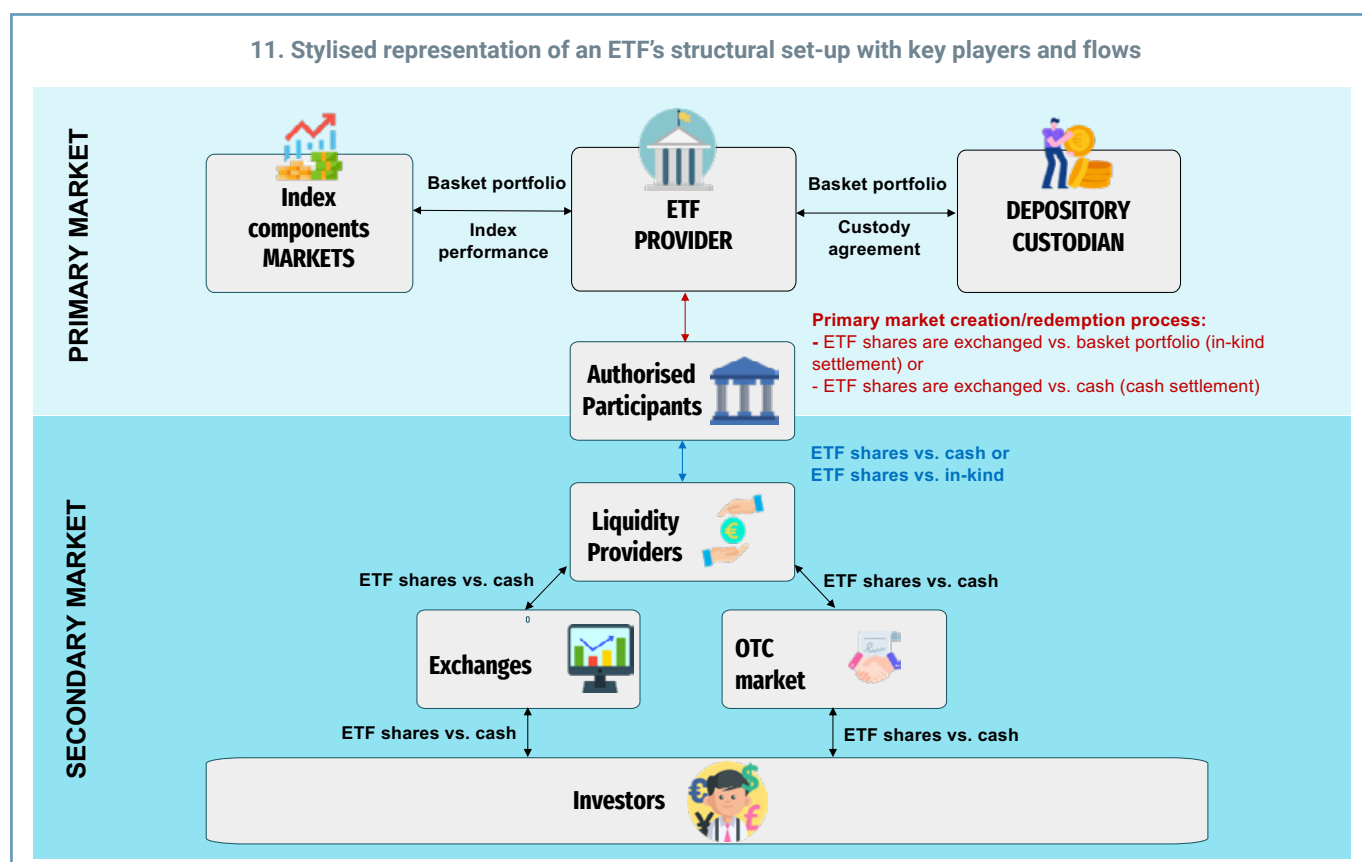 11. Stylised representation of an ETF’s structural set-up with key players and flows
PRIMARY MARKET
Index
components
MARKETS
Basket portfolio
Index
performance
ETF
PROVIDER
Basket portfolio
Custody
agreement
DEPOSITORY
CUSTODIAN
Primary market creation/redemption process:
- ETF shares are exchanged vs. basket portfolio (in-kind
settlement) or
- ETF shares are exchanged vs. cash (cash settlement)
Authorised
Participants
SECONDARY MARKET
ETF shares vs. cash or
ETF shares vs. in-kind
Liquidity
Providers
€
ETF shares vs. cash
ETF shares vs. cash
Exchanges
OTC
market
ETF shares vs. cash
ETF shares vs. cash
Investors
€ $
¥ £